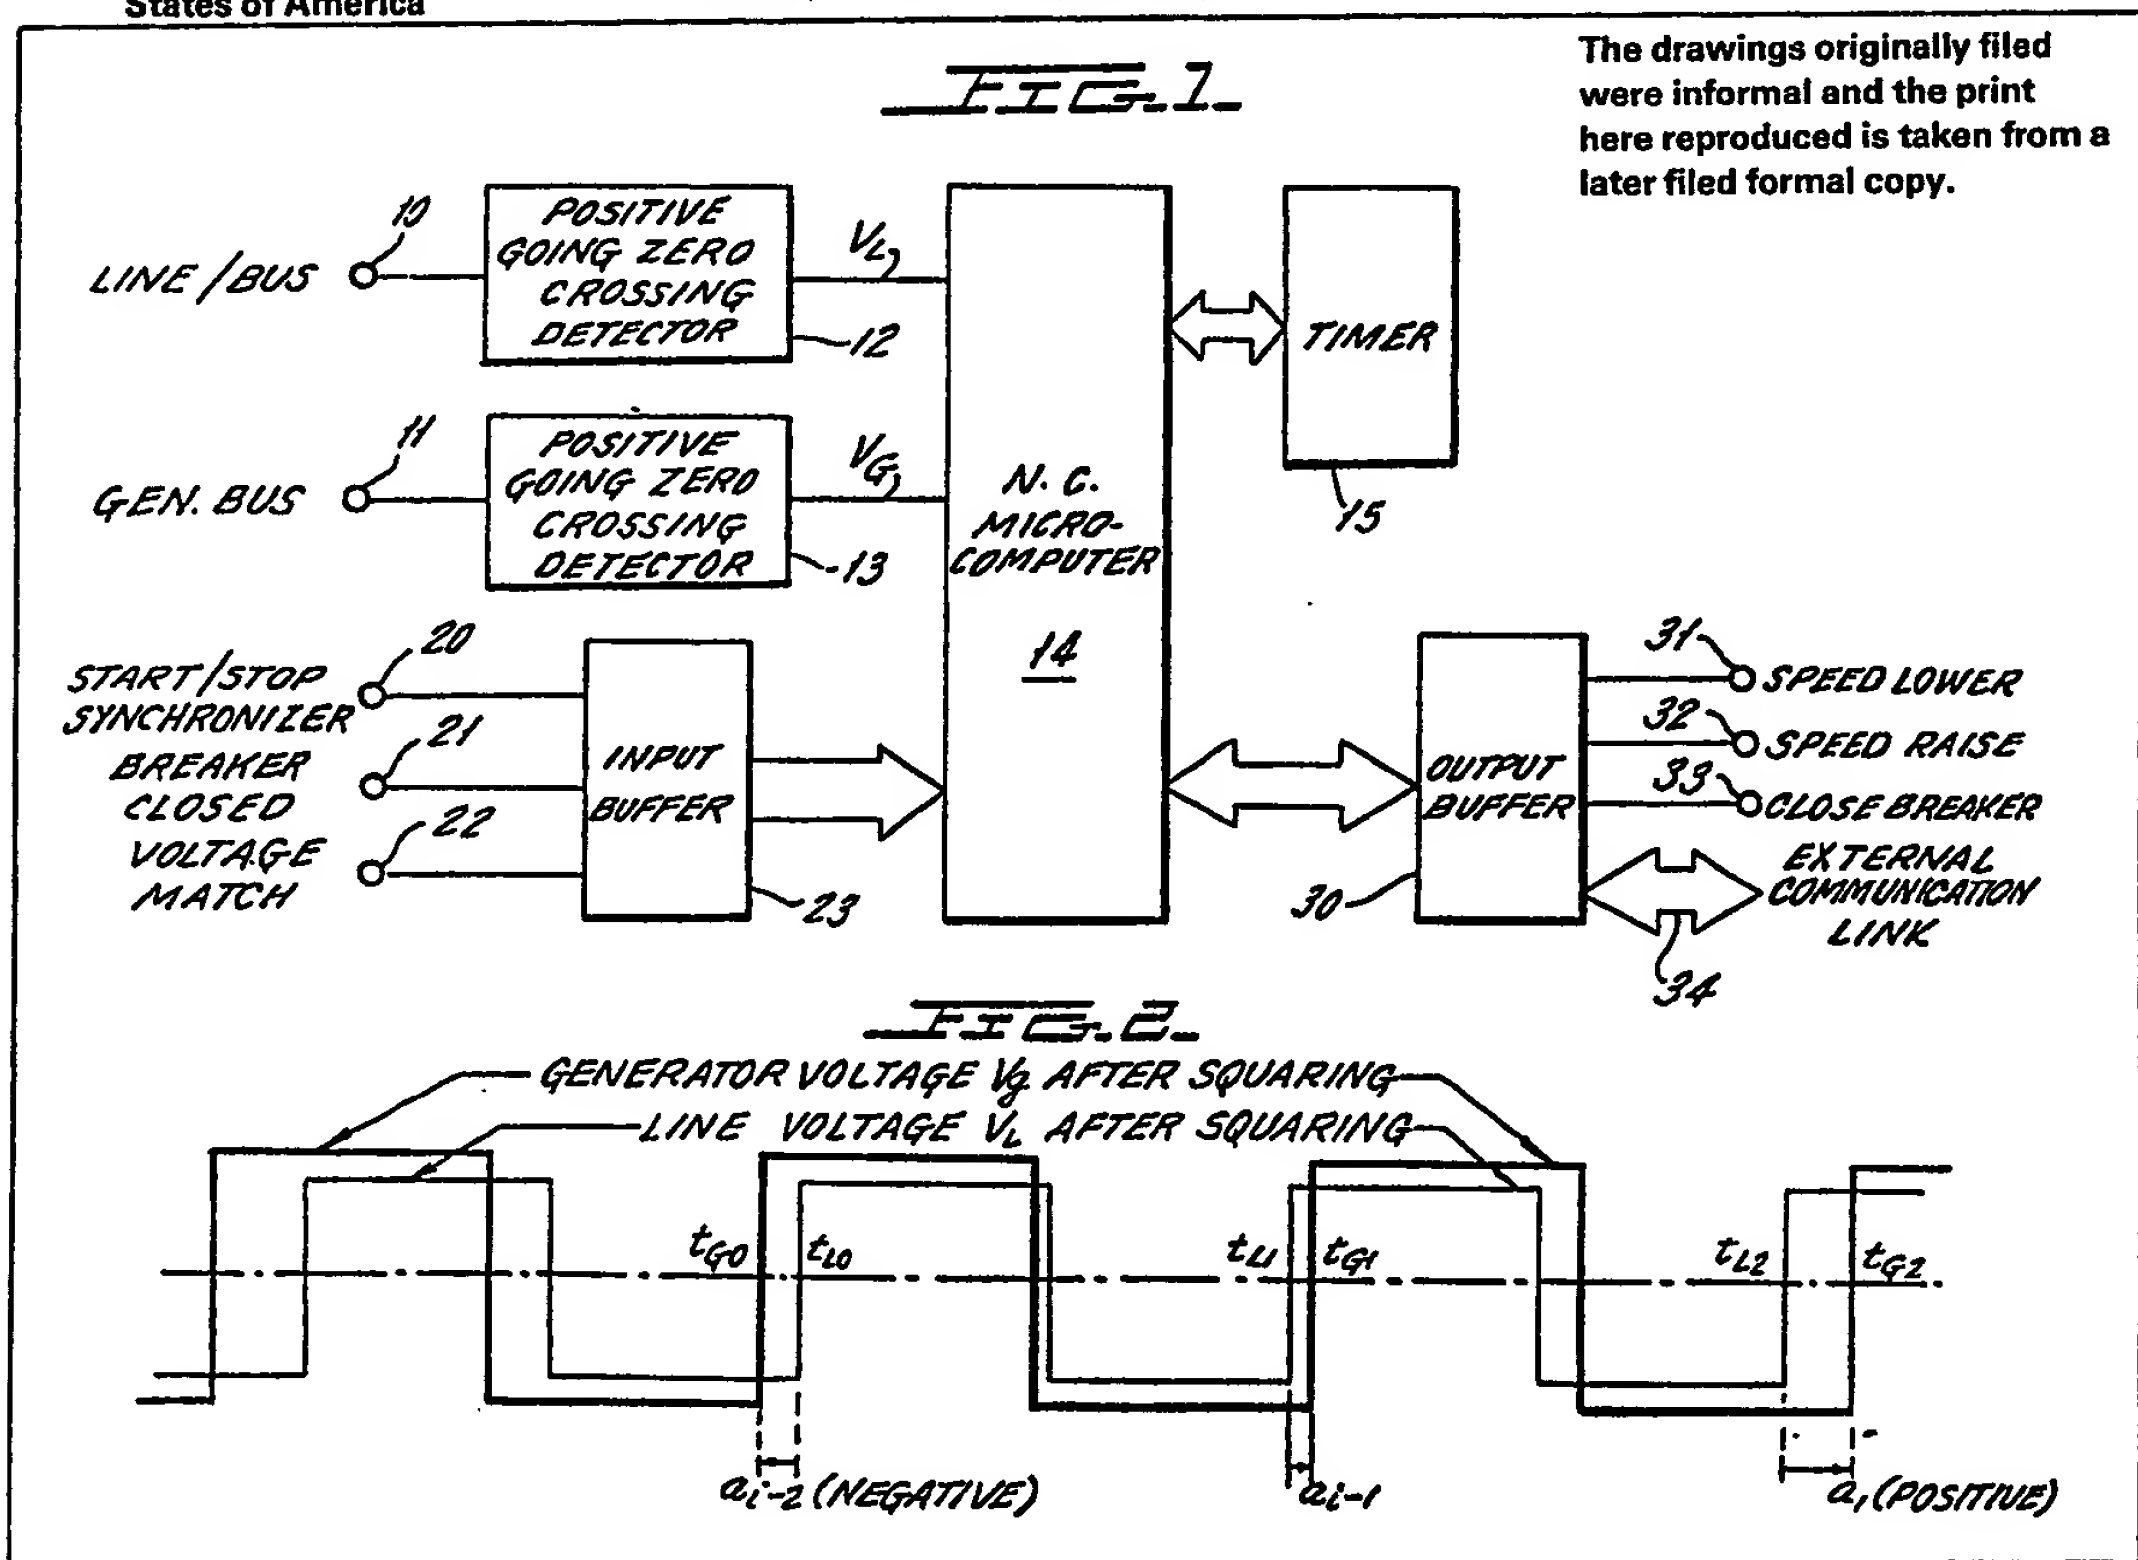 States of America
The drawings originally filed
were informal and the print
here reproduced is taken from a
later filed formal copy.
FIG. 1
LINE/BUS
10
POSITIVE
GOING ZERO
CROSSING
DETECTOR
12
VL
GEN. BUS
11
POSITIVE
GOING ZERO
CROSSING
DETECTOR
13
VG
N.C.
MICRO-
COMPUTER
14
TIMER
15
START/STOP
SYNCHRONIZER
20
BREAKER
CLOSED
21
VOLTAGE
MATCH
22
INPUT
BUFFER
23
OUTPUT
BUFFER
30
31
SPEED LOWER
32
SPEED RAISE
33
CLOSE BREAKER
EXTERNAL
COMMUNICATION
LINK
34
FIG. 2
GENERATOR VOLTAGE Vg AFTER SQUARING
LINE VOLTAGE VL AFTER SQUARING
tG0
tL0
tL1
tG1
tL2
tG2
ai-2 (NEGATIVE)
ai-1
a, (POSITIVE)